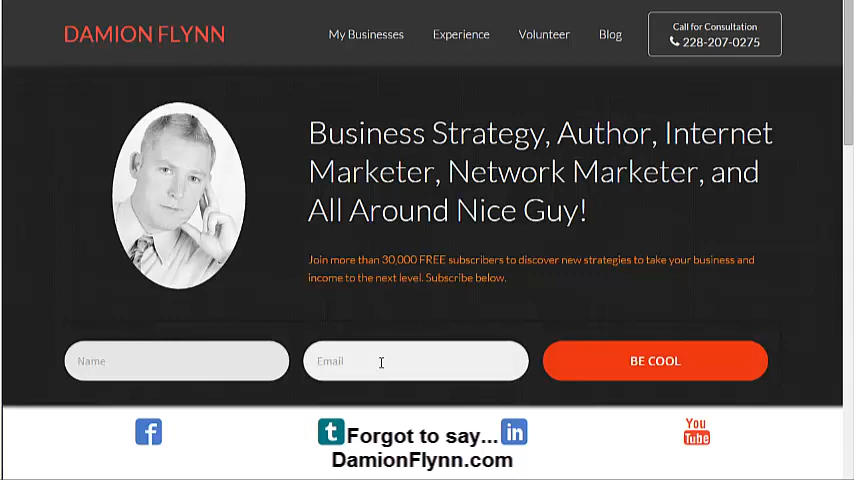 DAMION FLYNN
My Businesses
Experience
Volunteer
Blog
Call for Consultation
228-207-0275
Business Strategy, Author, Internet
Marketer, Network Marketer, and
All Around Nice Guy!
Join more than 30,000 FREE subscribers to discover new strategies to take your business and
income to the next level. Subscribe below.
Name
Email
BE COOL
f
t
Forgot to say...
in
You
Tube
DamionFlynn.com